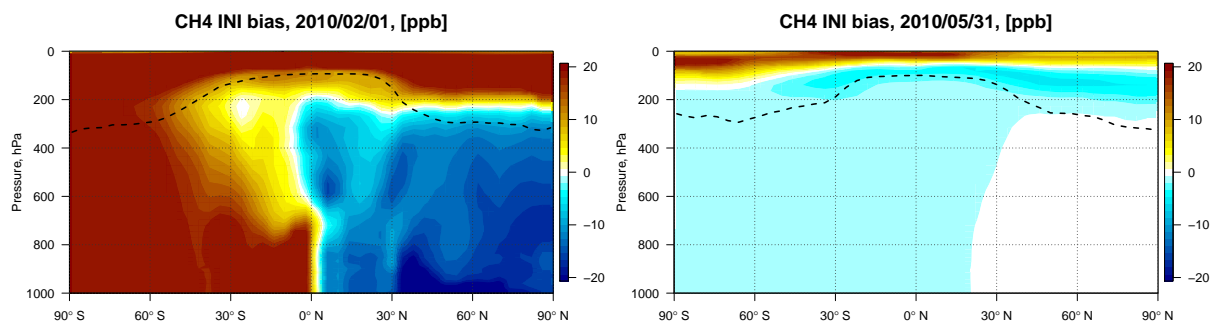 CH4 INI bias, 2010/02/01, [ppb]
Pressure, hPa
0
200
400
600
800
1000
90° S
60° S
30° S
0° N
30° N
60° N
90° N
20
10
0
−10
−20
CH4 INI bias, 2010/05/31, [ppb]
Pressure, hPa
0
200
400
600
800
1000
90° S
60° S
30° S
0° N
30° N
60° N
90° N
20
10
0
−10
−20